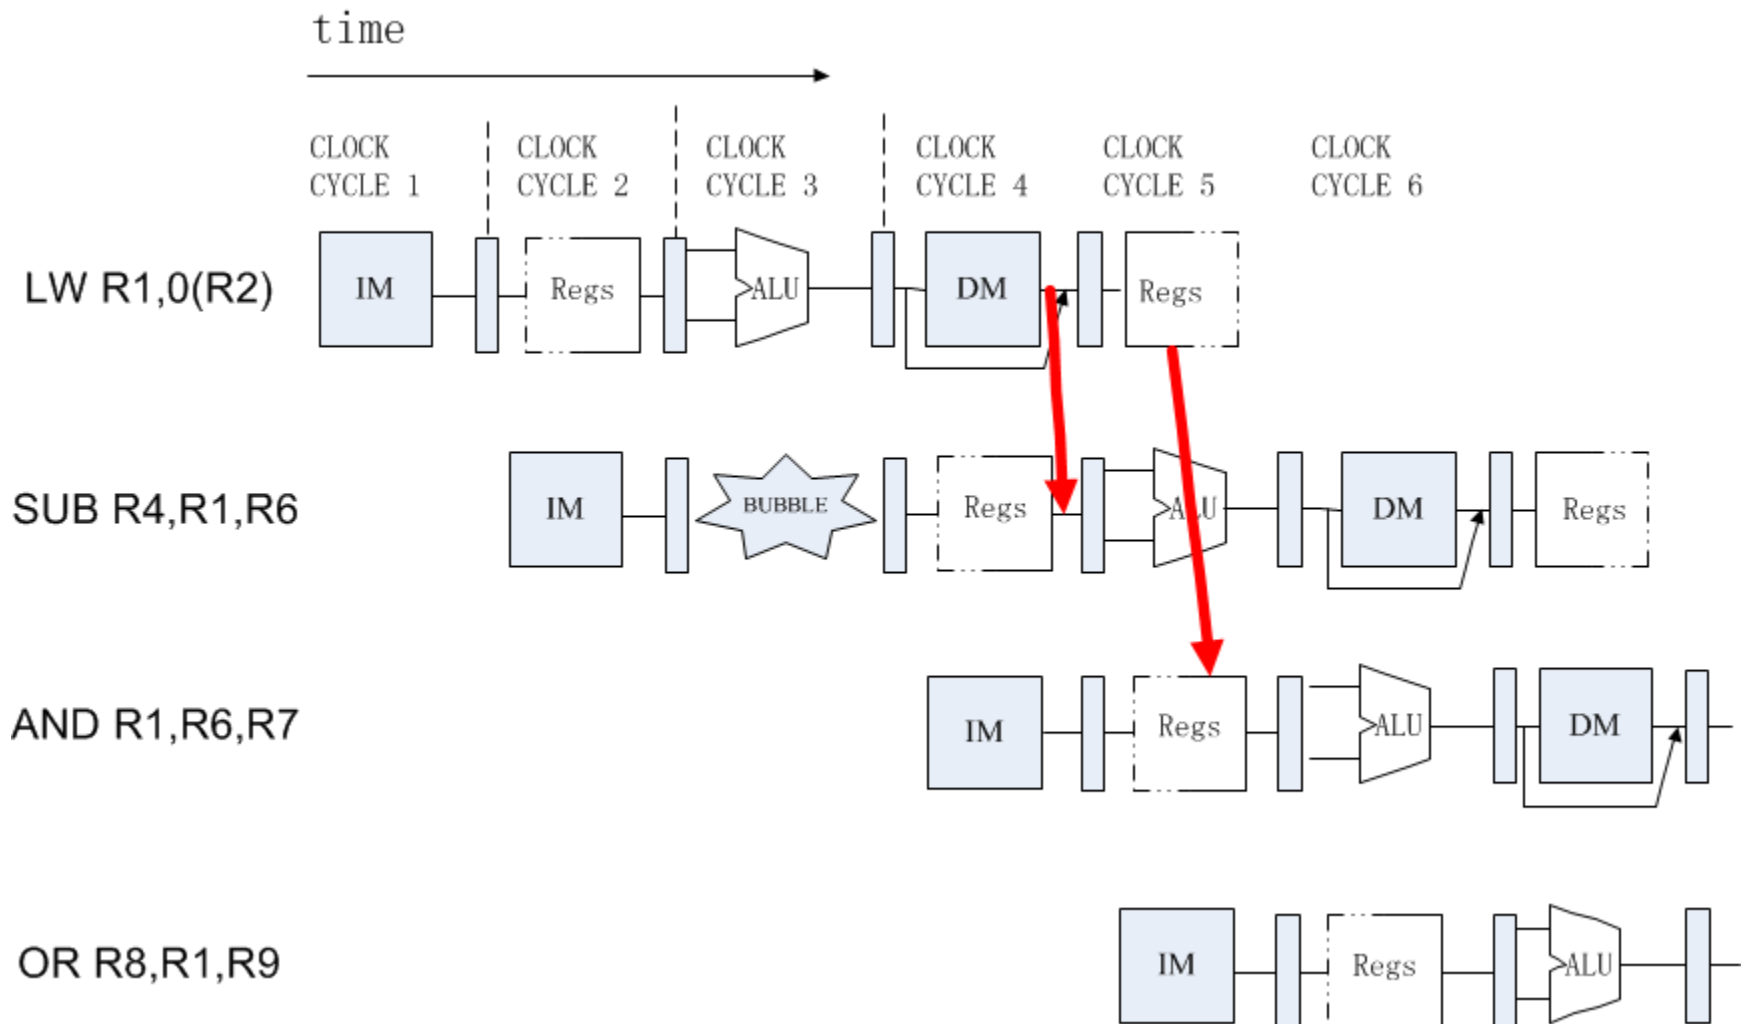 time
CLOCK CYCLE 1
CLOCK CYCLE 2
CLOCK CYCLE 3
CLOCK CYCLE 4
CLOCK CYCLE 5
CLOCK CYCLE 6
LW R1,0(R2)
IM
Regs
ALU
DM
Regs
SUB R4,R1,R6
IM
BUBBLE
Regs
ALU
DM
Regs
AND R1,R6,R7
IM
Regs
ALU
DM
OR R8,R1,R9
IM
Regs
ALU